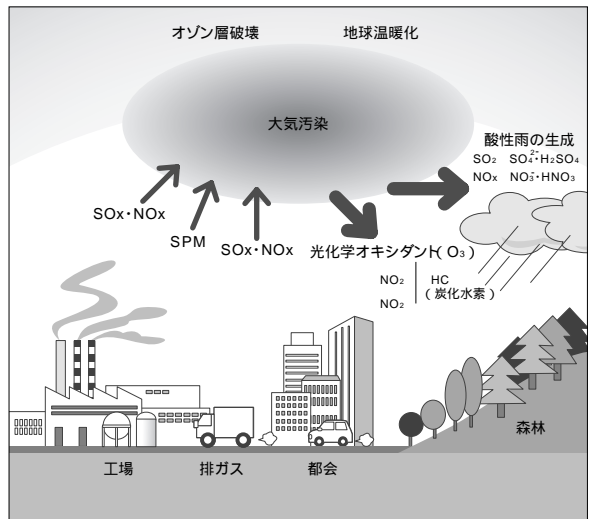 オゾン層破壊 地球温暖化
大気汚染
酸性雨の生成
SO₂ SO₄²⁻・H₂SO₄
NOx NO₃⁻・HNO₃
SOx・NOx
SPM
SOx・NOx
光化学オキシダント(O₃)
NO₂ HC
(炭化水素)
NO₂
森林
工場 排ガス 都会